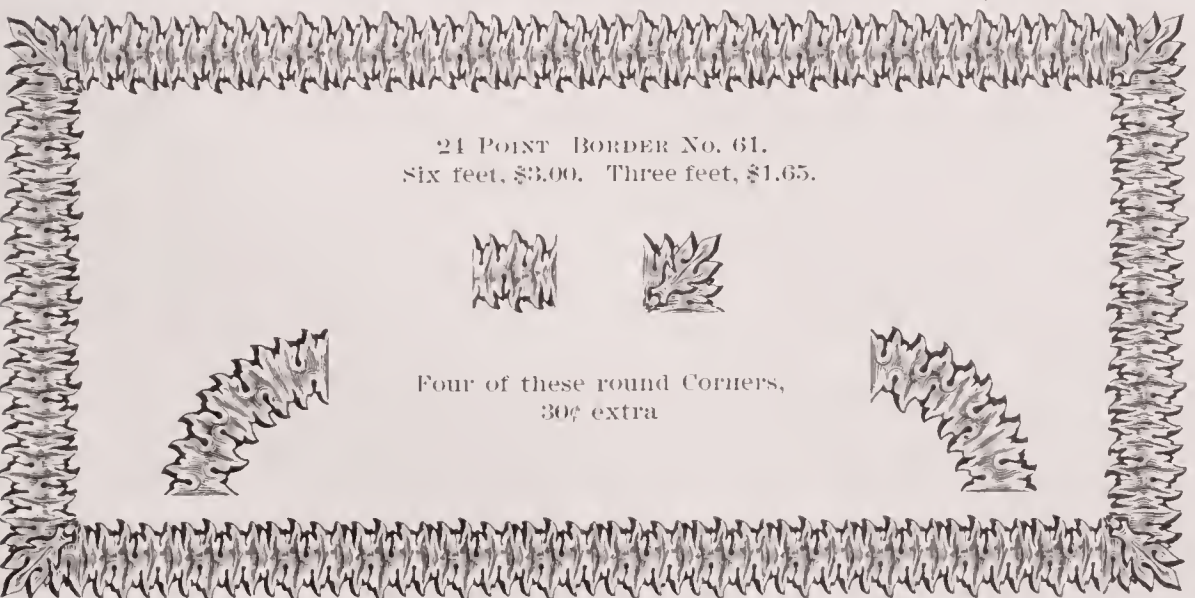 24 Point Border No. 61.
Six feet, $3.00. Three feet, $1.65.
Four of these round Corners,
30¢ extra